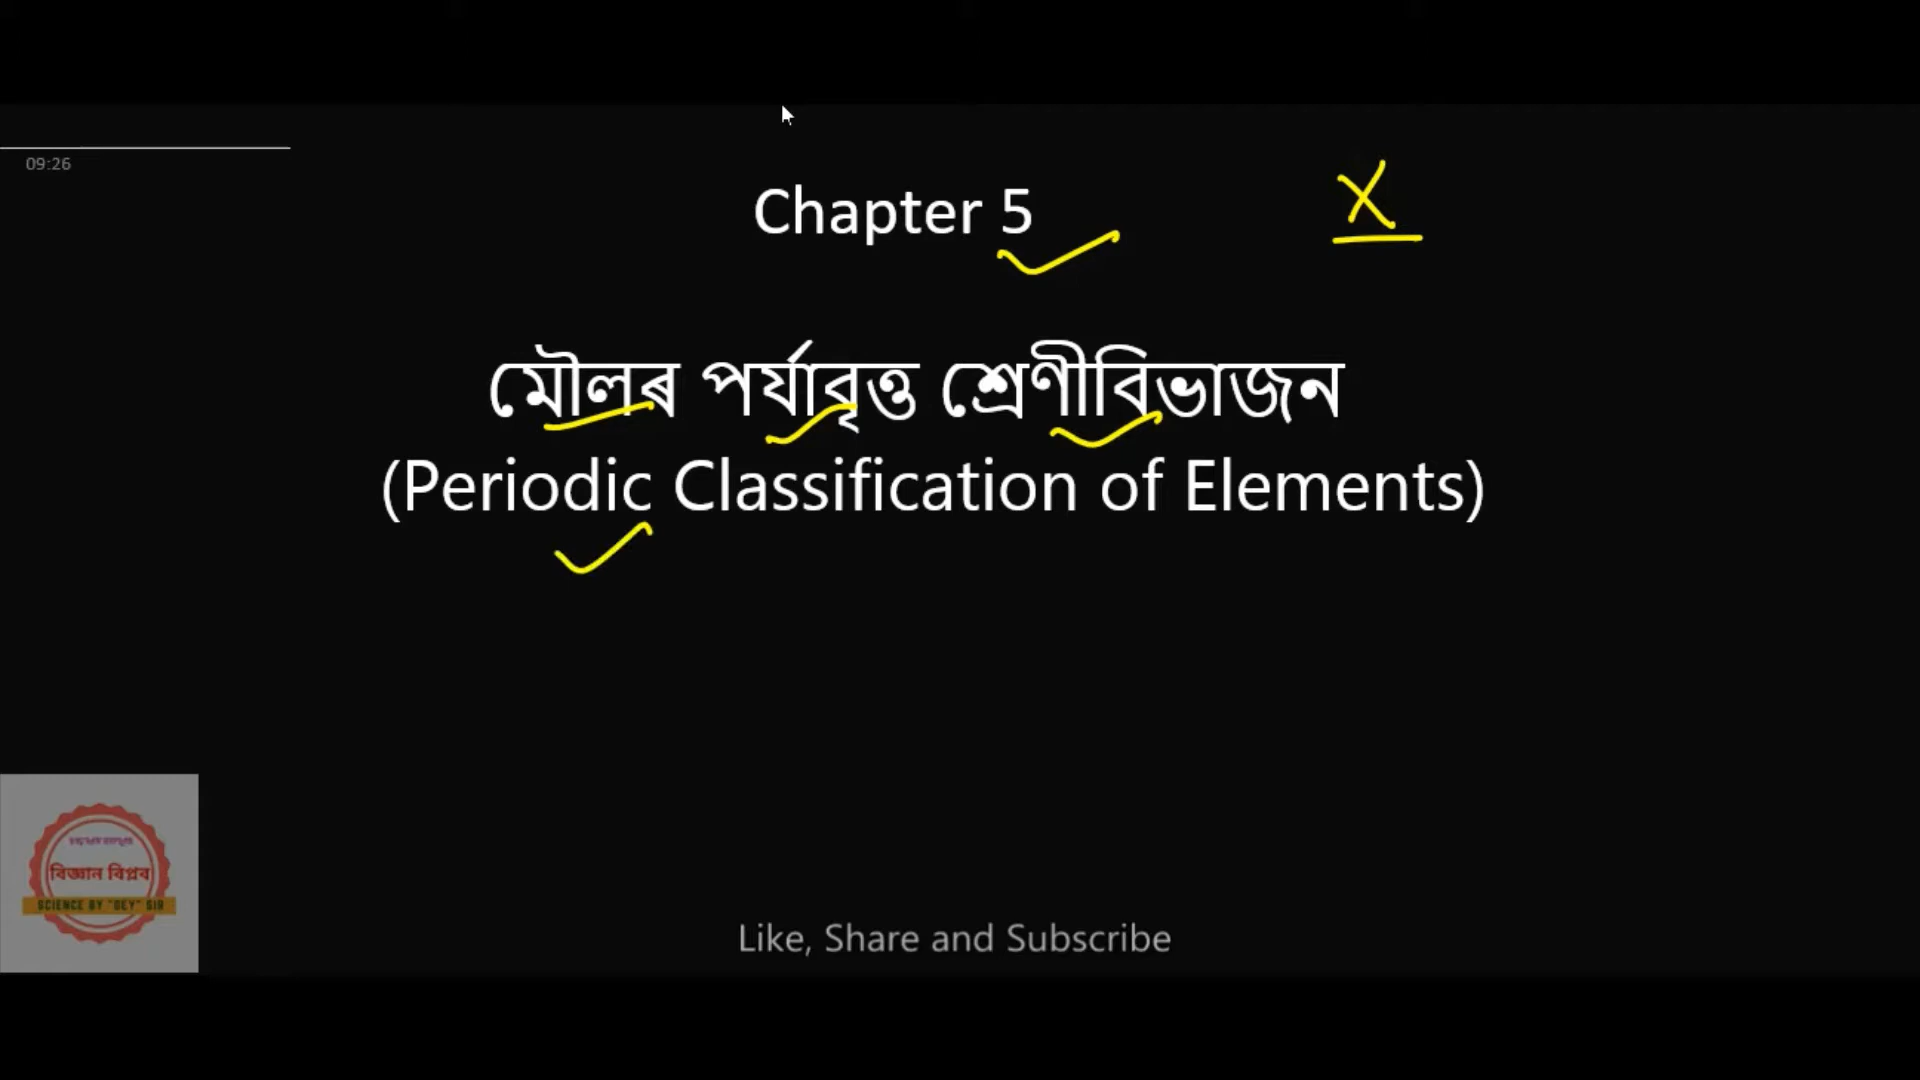 09:26
Chapter 5
X
মৌলৰ পৰ্যাবৃত্ত শ্ৰেণীবিভাজন
(Periodic Classification of Elements)
বিজ্ঞান বিপ্লৱ
SCIENCE BY "DEY" SIR
Like, Share and Subscribe